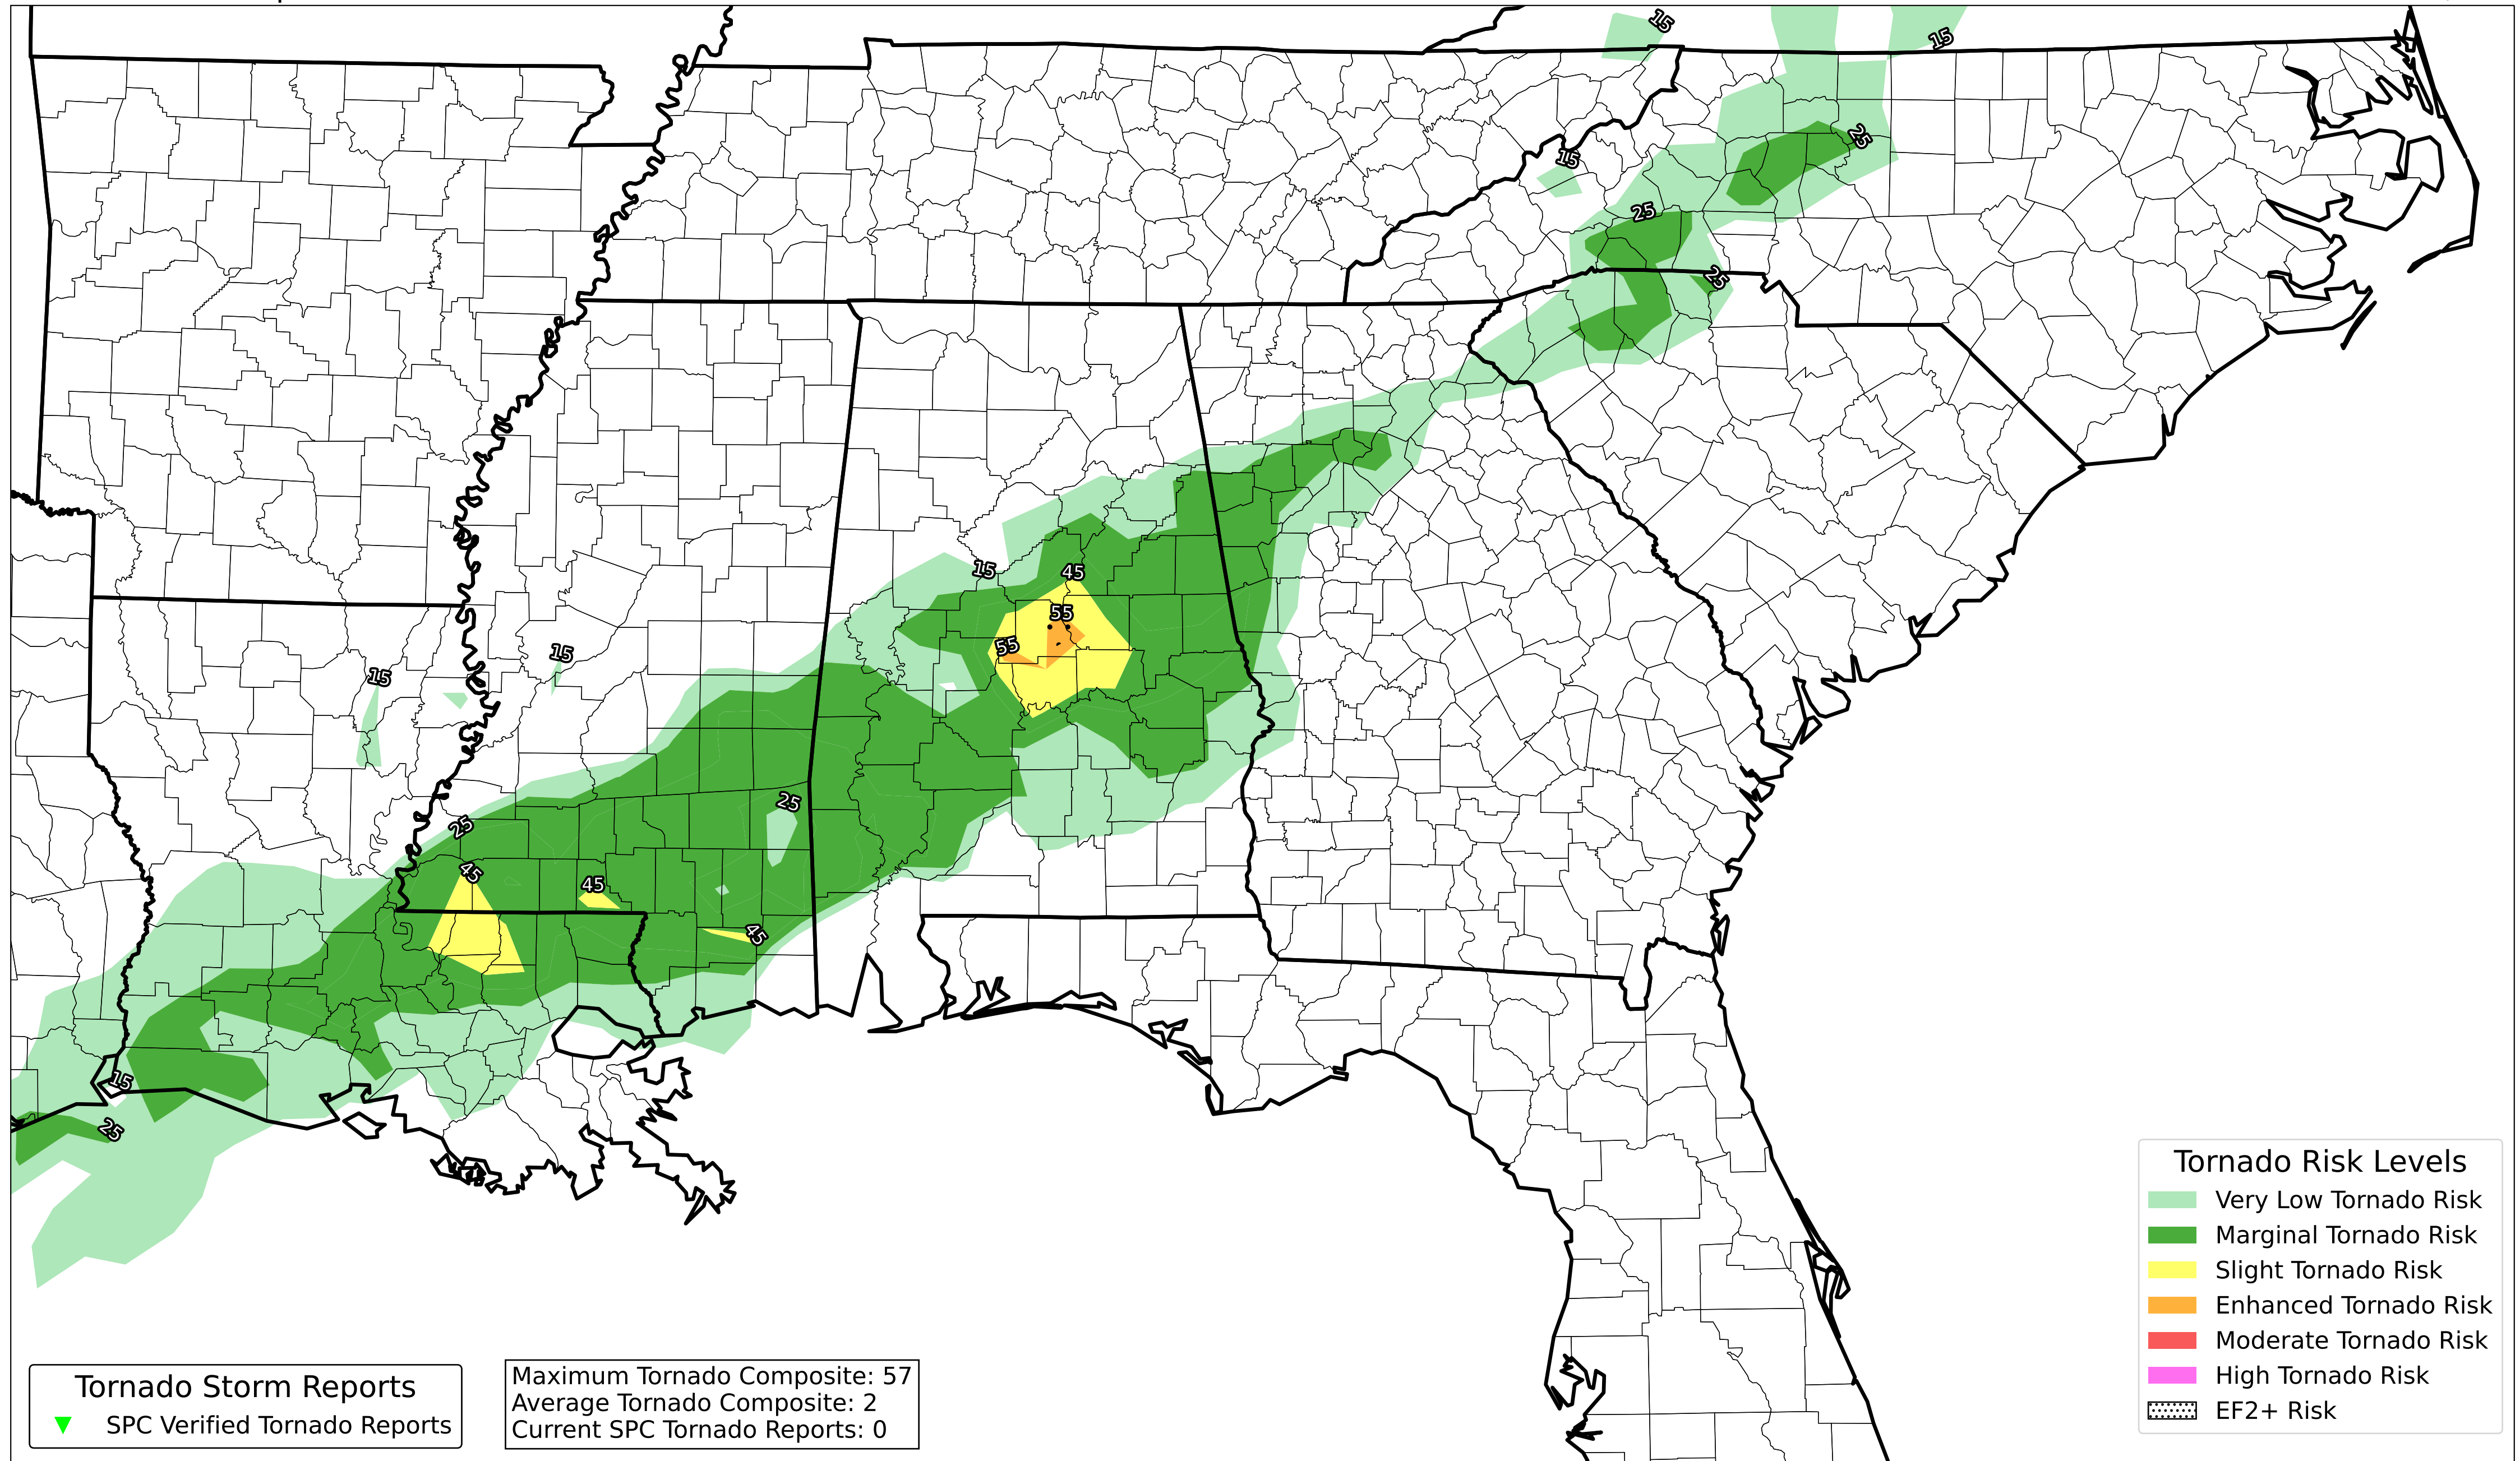 15
15
25
15
25
25
15
45
55
55
15
15
25
25
45
45
45
15
25
Tornado Risk Levels
Very Low Tornado Risk
Marginal Tornado Risk
Slight Tornado Risk
Enhanced Tornado Risk
Moderate Tornado Risk
High Tornado Risk
EF2+ Risk
Tornado Storm Reports
SPC Verified Tornado Reports
Maximum Tornado Composite: 57
Average Tornado Composite: 2
Current SPC Tornado Reports: 0